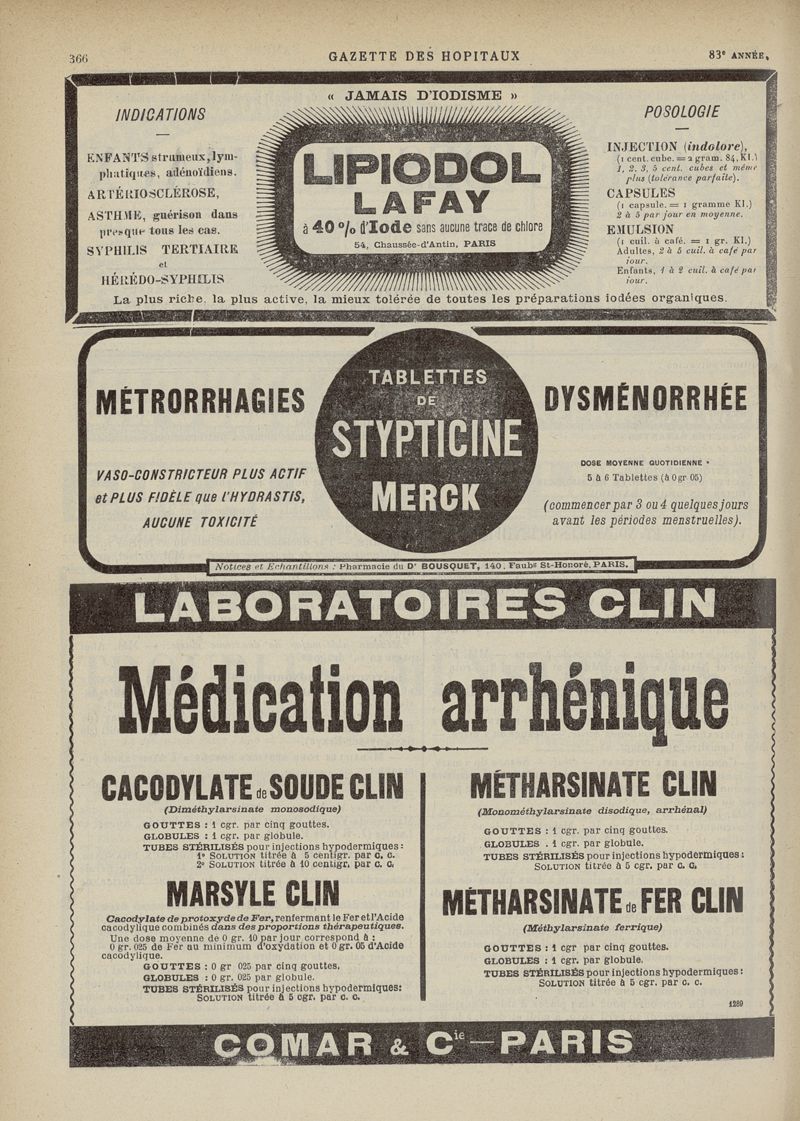 366
GAZETTE DES HOPITAUX
83e ANNÉE,
INDICATIONS
ENFANTS strumeux, lym-
phatiques, adénoïdiens.
ARTÉRIOSCLÉROSE,
ASTHME, guérison dans
presque tous les cas.
SYPHILIS TERTIAIRE
et
HÉRÉDO-SYPHILIS
« JAMAIS D'IODISME »
LIPIODOL
LAFAY
à 40 % d'Iode sans aucune trace de chlore
54, Chaussée-d'Antin, PARIS
POSOLOGIE
INJECTION (indolore),
(1 cent. cube. = 2 gram. 84, KI.)
1, 2, 3, 5 cent. cubes et même
plus (tolérance parfaite).
CAPSULES
(1 capsule. = 1 gramme KI.)
2 à 5 par jour en moyenne.
EMULSION
(1 cuil. à café. = 1 gr. KI.)
Adultes, 2 à 5 cuil. à café par
jour.
Enfants, 1 à 2 cuil. à café par
jour.
La plus riche, la plus active, la mieux tolérée de toutes les préparations iodées organiques.
MÉTRORRHAGIES
VASO-CONSTRICTEUR PLUS ACTIF
et PLUS FIDÈLE que l'HYDRASTIS,
AUCUNE TOXICITÉ
TABLETTES
DE
STYPTICINE
MERCK
DYSMÉNORRHÉE
DOSE MOYENNE QUOTIDIENNE •
5 à 6 Tablettes (à 0gr 05)
(commencer par 3 ou 4 quelques jours
avant les périodes menstruelles).
Notices et Echantillons : Pharmacie du Dr BOUSQUET, 140, Faubg St-Honoré, PARIS.
LABORATOIRES CLIN
Médication arrhénique
CACODYLATE de SOUDE CLIN
(Diméthylarsinate monosodique)
GOUTTES : 1 cgr. par cinq gouttes.
GLOBULES : 1 cgr. par globule.
TUBES STÉRILISÉS pour injections hypodermiques :
1º SOLUTION titrée à 5 centigr. par c. c.
2º SOLUTION titrée à 10 centigr. par c. c.
MARSYLE CLIN
Cacodylate de protoxyde de Fer, renfermant le Fer et l'Acide
cacodylique combinés dans des proportions thérapeutiques.
Une dose moyenne de 0 gr. 10 par jour correspond à :
0 gr. 025 de Fer au minimum d'oxydation et 0 gr. 05 d'Acide
cacodylique.
GOUTTES : 0 gr 025 par cinq gouttes.
GLOBULES : 0 gr. 025 par globule.
TUBES STÉRILISÉS pour injections hypodermiques:
SOLUTION titrée à 5 cgr. par c. c.
MÉTHARSINATE CLIN
(Monométhylarsinate disodique, arrhénal)
GOUTTES : 1 cgr. par cinq gouttes.
GLOBULES . 1 cgr. par globule.
TUBES STÉRILISÉS pour injections hypodermiques :
SOLUTION titrée à 5 cgr. par c. c.
MÉTHARSINATE de FER CLIN
(Méthylarsinate ferrique)
GOUTTES : 1 cgr par cinq gouttes.
GLOBULES : 1 cgr. par globule.
TUBES STÉRILISÉS pour injections hypodermiques :
SOLUTION titrée à 5 cgr. par c. c.
1289
COMAR & Cie — PARIS